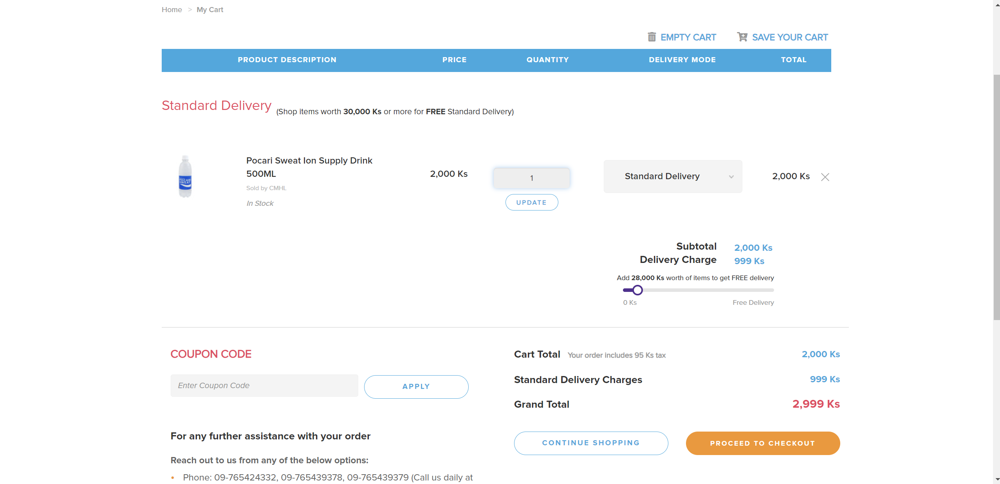 Home > My Cart
EMPTY CART SAVE YOUR CART
PRODUCT DESCRIPTION PRICE QUANTITY DELIVERY MODE TOTAL
Standard Delivery (Shop items worth 30,000 Ks or more for FREE Standard Delivery)
Pocari Sweat Ion Supply Drink
500ML
Sold by CMHL
In Stock
POCARI
SWEAT
2,000 Ks
1
UPDATE
Standard Delivery
2,000 Ks
Subtotal 2,000 Ks
Delivery Charge 999 Ks
Add 28,000 Ks worth of items to get FREE delivery
0 Ks Free Delivery
COUPON CODE
Enter Coupon Code
APPLY
Cart Total Your order includes 95 Ks tax 2,000 Ks
Standard Delivery Charges 999 Ks
Grand Total 2,999 Ks
CONTINUE SHOPPING PROCEED TO CHECKOUT
For any further assistance with your order
Reach out to us from any of the below options:
• Phone: 09-765424332, 09-765439378, 09-765439379 (Call us daily at